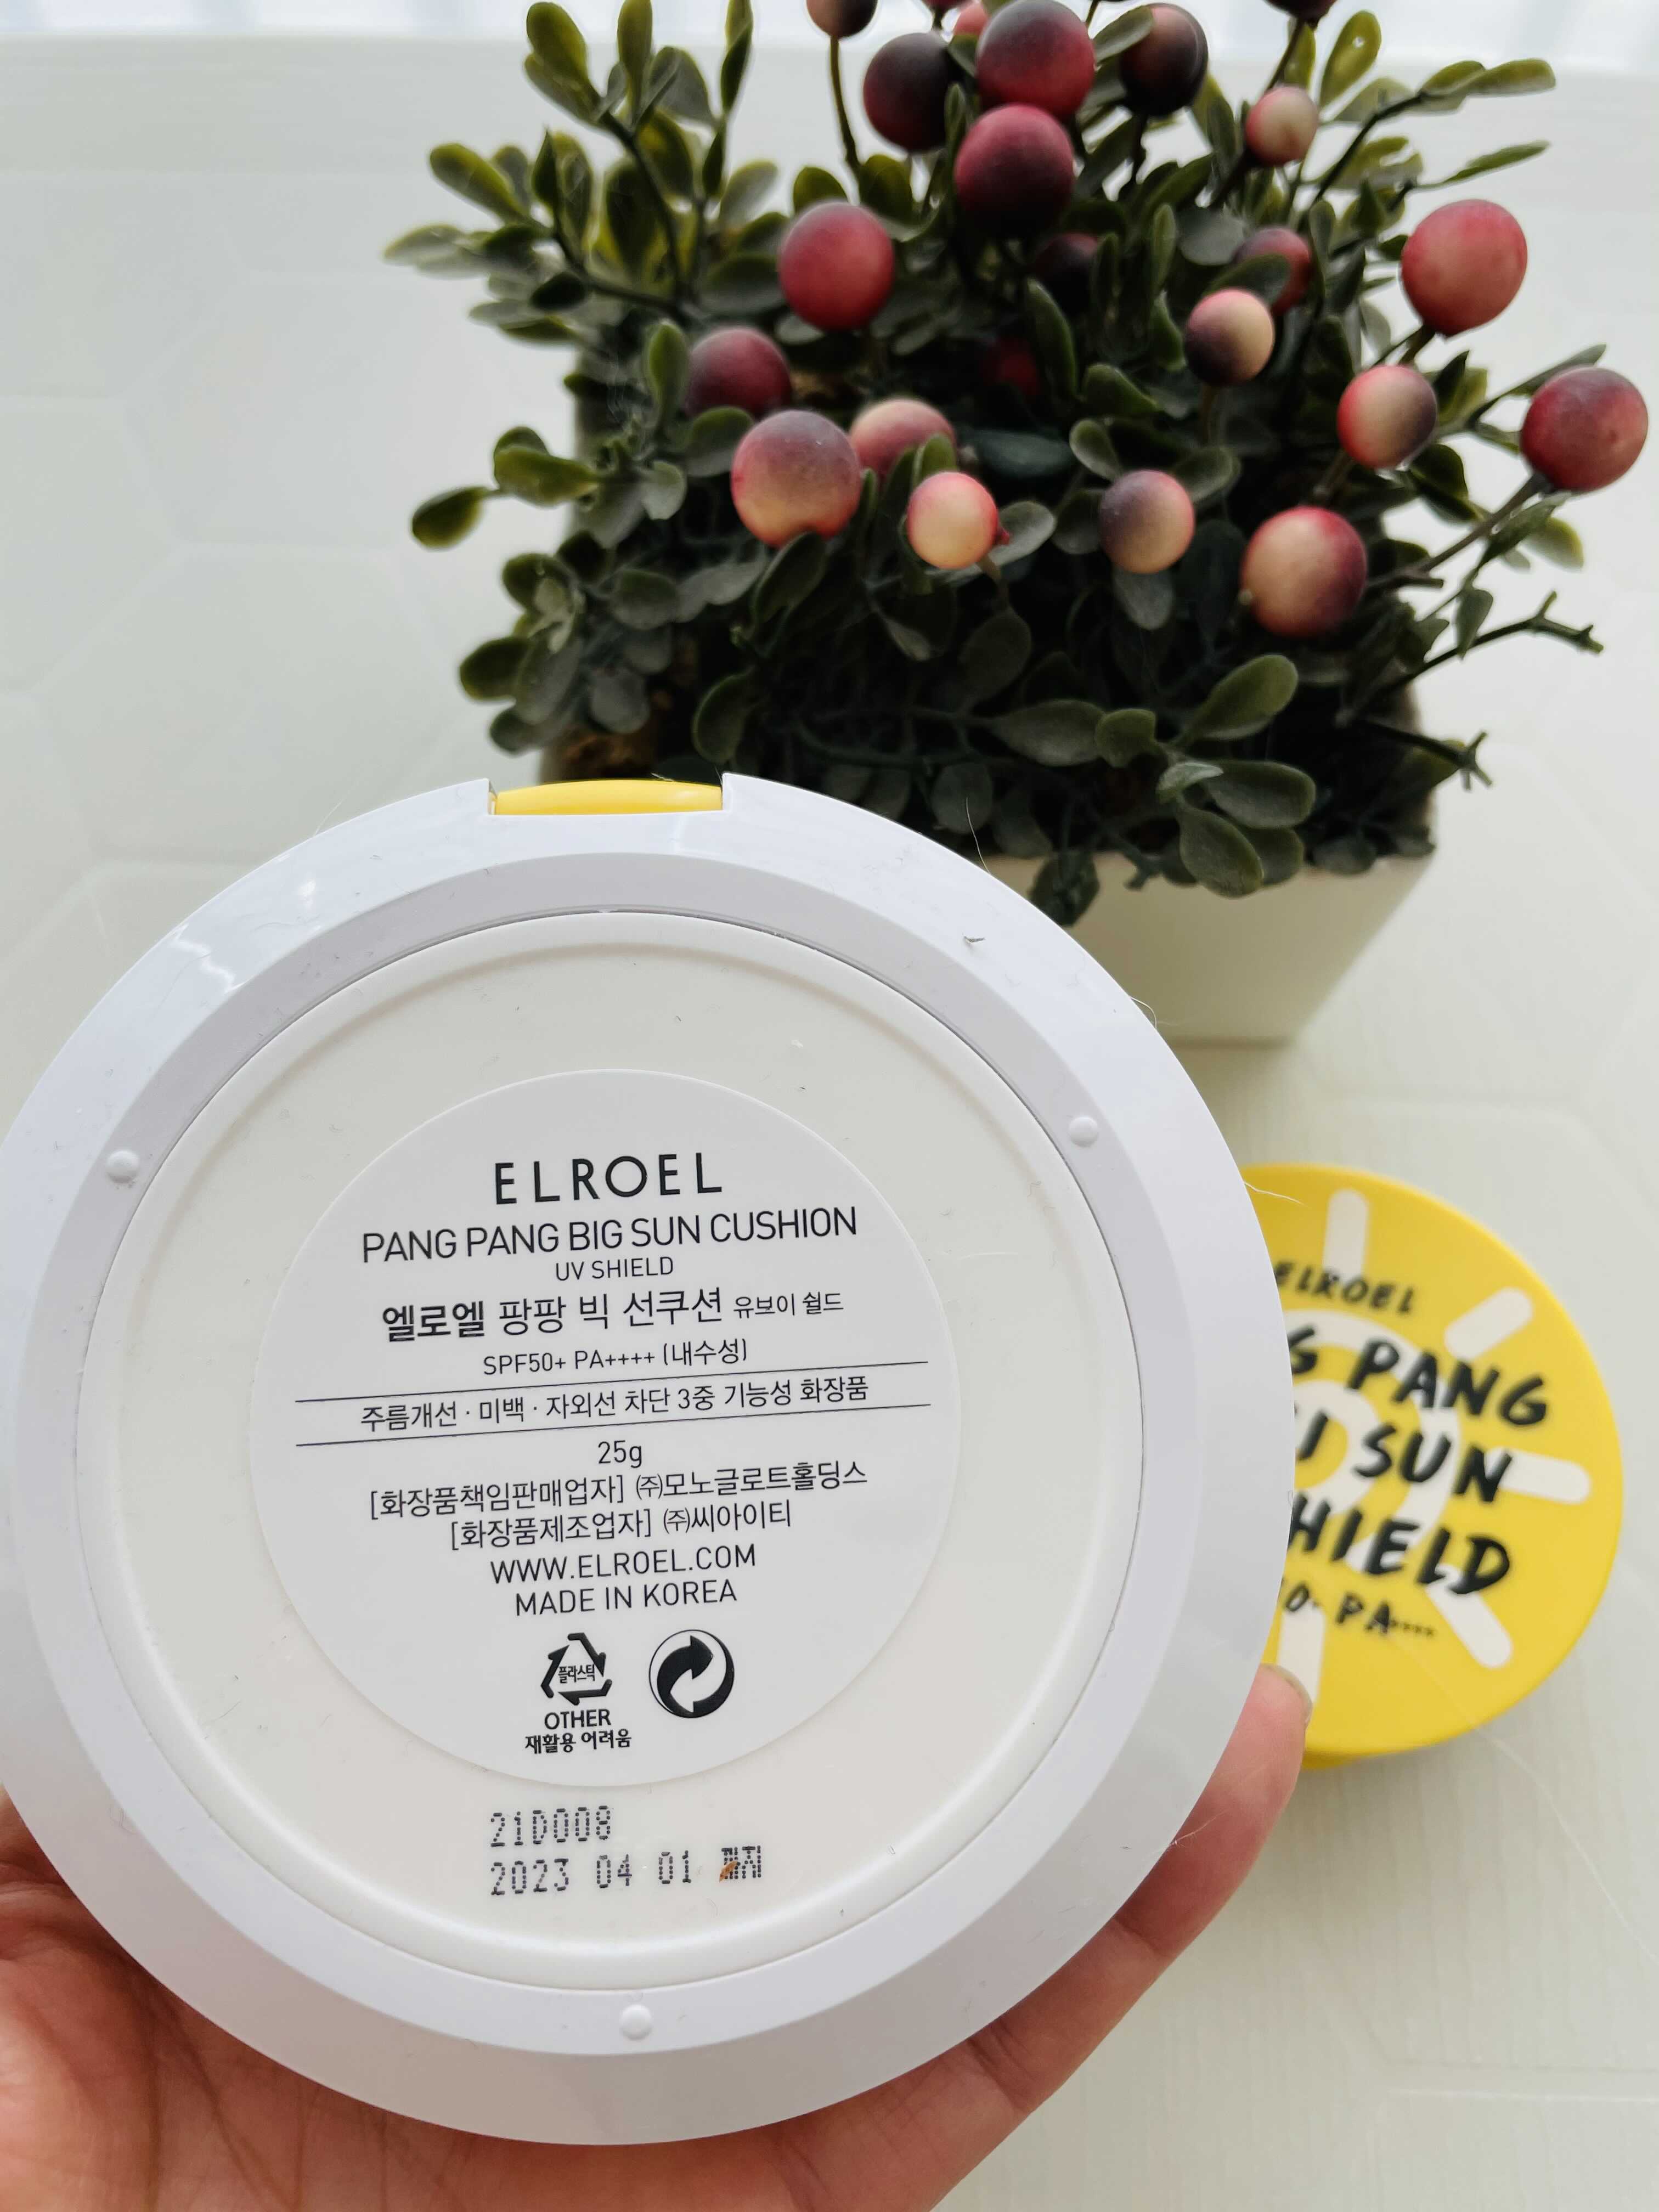 ELROEL
PANG PANG BIG SUN CUSHION
UV SHIELD
엘로엘 팡팡 빅 선쿠션 유브이 쉴드
SPF50+ PA++++ (내수성)
주름개선 · 미백 · 자외선 차단 3중 기능성 화장품
25g
[화장품책임판매업자] ㈜모노글로트홀딩스
[화장품제조업자] ㈜씨아이티
WWW.ELROEL.COM
MADE IN KOREA
플라스틱
OTHER
재활용 어려움
21D008
2023 04 01 까지
ELROEL
G PANG
I SUN
HIELD
PA++++